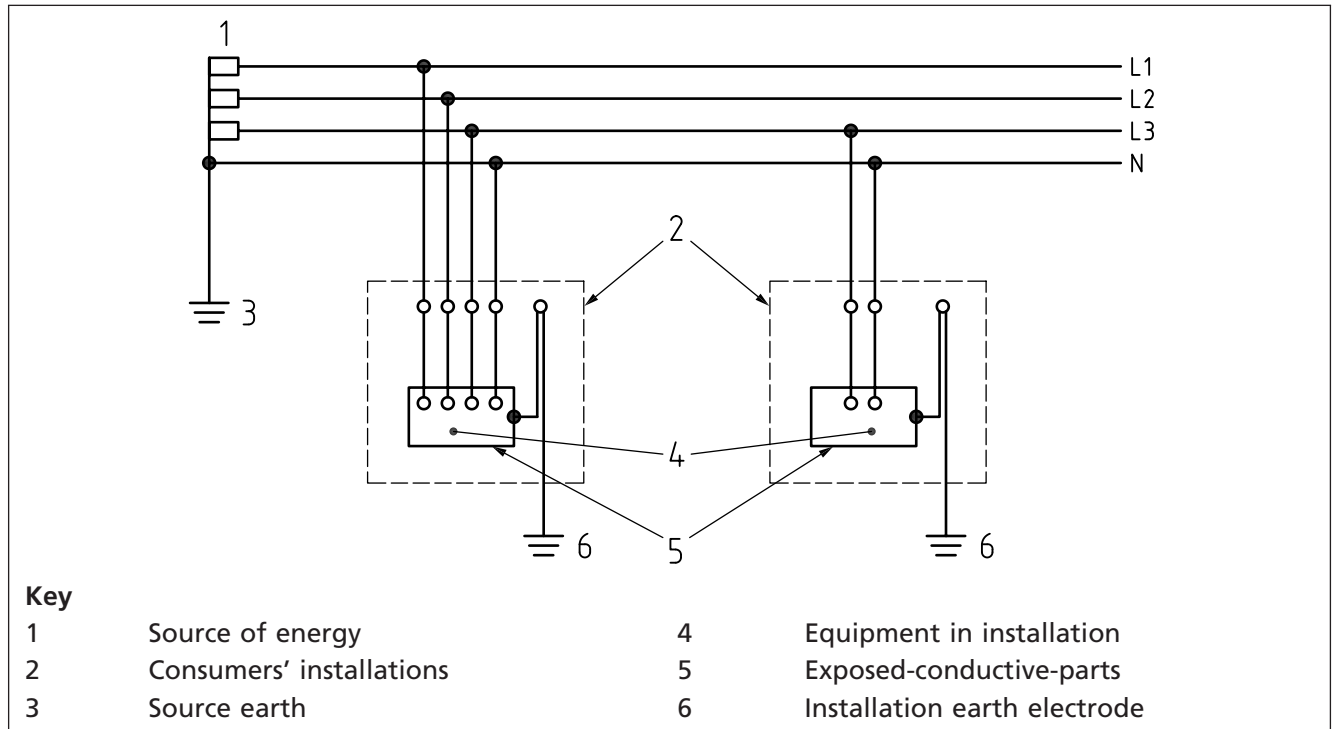 1
L1
L2
L3
N
2
3
4
5
6
6
Key
1 Source of energy
4 Equipment in installation
2 Consumers’ installations
5 Exposed-conductive-parts
3 Source earth
6 Installation earth electrode